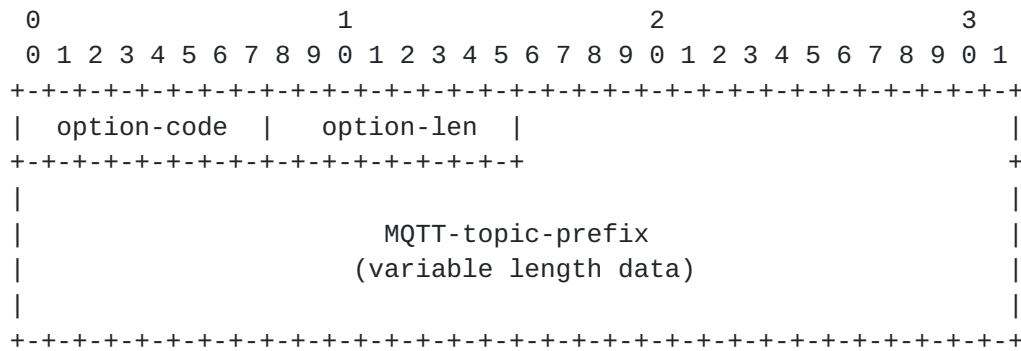 0                   1                   2                   3
 0 1 2 3 4 5 6 7 8 9 0 1 2 3 4 5 6 7 8 9 0 1 2 3 4 5 6 7 8 9 0 1
+-+-+-+-+-+-+-+-+-+-+-+-+-+-+-+-+-+-+-+-+-+-+-+-+-+-+-+-+-+-+-+-+
|  option-code  |   option-len  |                               |
+-+-+-+-+-+-+-+-+-+-+-+-+-+-+-+-+                               +
|                                                               |
|                       MQTT-topic-prefix                       |
|                     (variable length data)                    |
|                                                               |
+-+-+-+-+-+-+-+-+-+-+-+-+-+-+-+-+-+-+-+-+-+-+-+-+-+-+-+-+-+-+-+-+